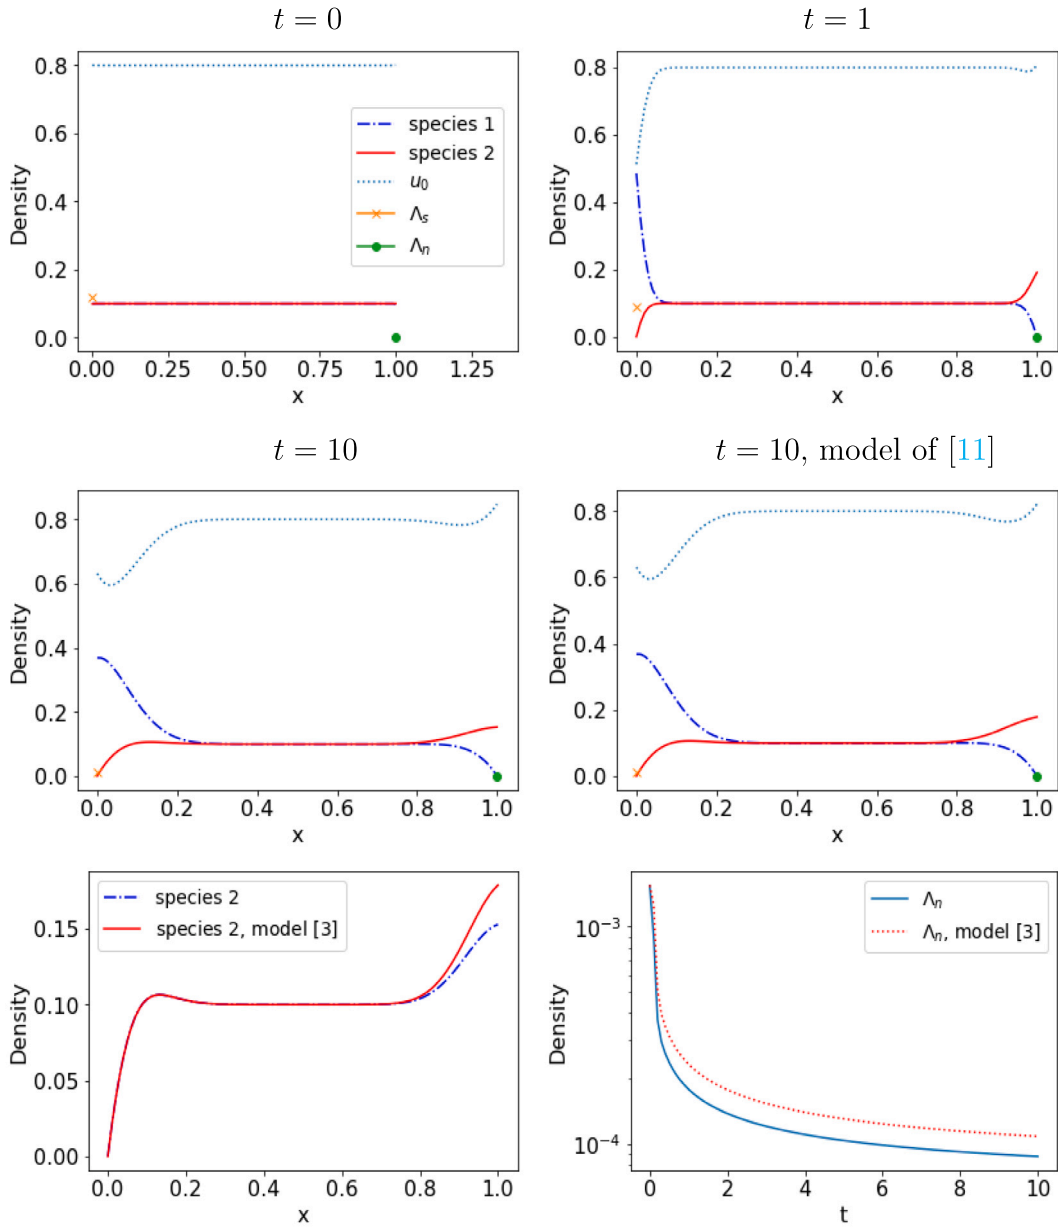 t = 0
t = 1
0.8
0.6
0.4
0.2
0.0
Density
0.00 0.25 0.50 0.75 1.00 1.25
x
species 1
species 2
u₀
Λₛ
Λₙ
0.8
0.6
0.4
0.2
0.0
Density
0.0 0.2 0.4 0.6 0.8 1.0
x
t = 10
t = 10, model of [11]
0.8
0.6
0.4
0.2
0.0
Density
0.0 0.2 0.4 0.6 0.8 1.0
x
0.8
0.6
0.4
0.2
0.0
Density
0.0 0.2 0.4 0.6 0.8 1.0
x
species 2
species 2, model [3]
0.15
0.10
0.05
0.00
Density
0.0 0.2 0.4 0.6 0.8 1.0
x
Λₙ
Λₙ, model [3]
10⁻³
10⁻⁴
Density
0 2 4 6 8 10
t